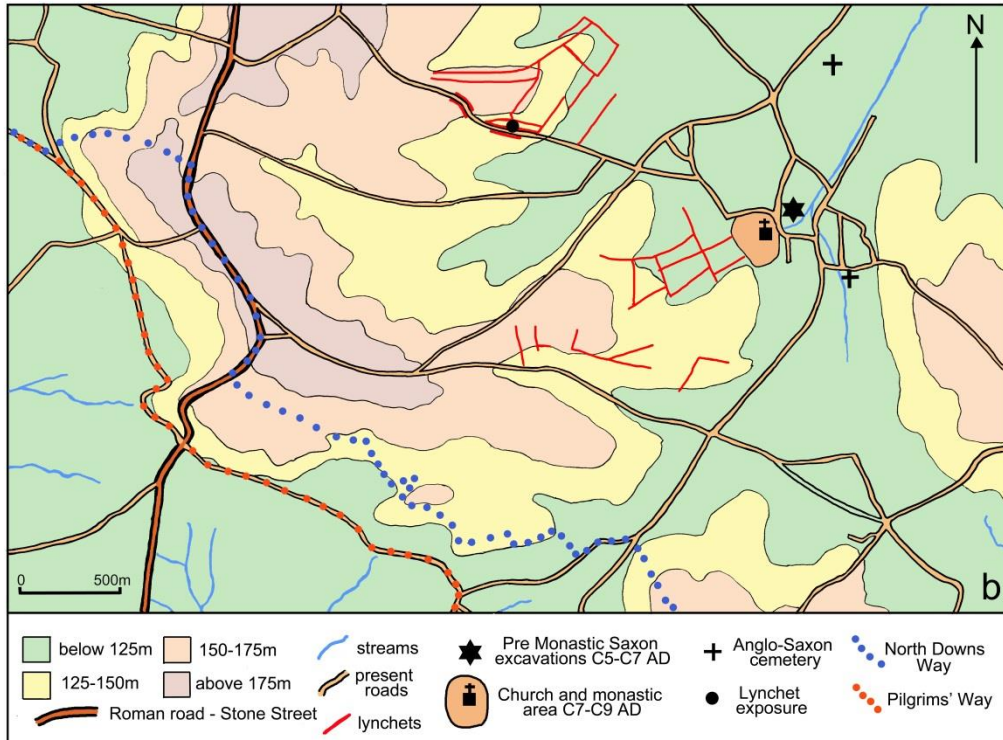 N
0 500m
b
below 125m
150-175m
125-150m
above 175m
Roman road - Stone Street
streams
present
roads
lynchets
Pre Monastic Saxon
excavations C5-C7 AD
Church and monastic
area C7-C9 AD
Anglo-Saxon
cemetery
Lynchet
exposure
North Downs
Way
Pilgrims' Way